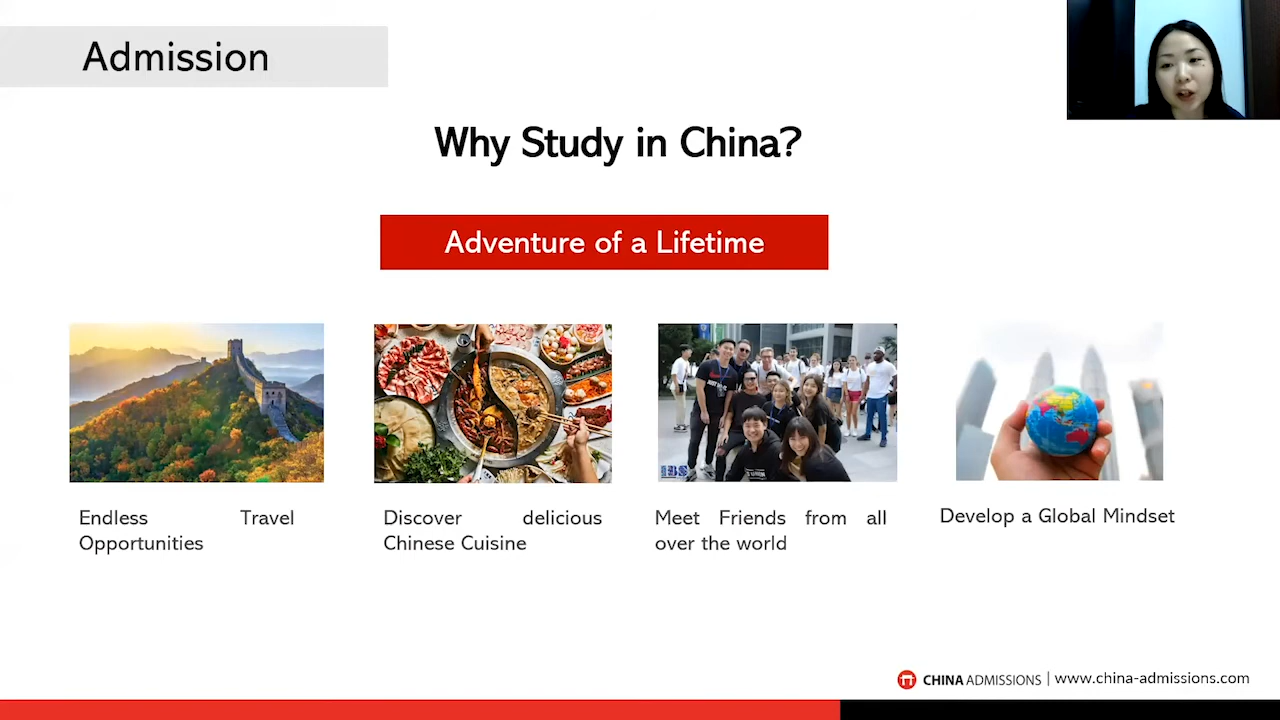 Admission
Why Study in China?
Adventure of a Lifetime
Endless Travel
Opportunities
Discover delicious
Chinese Cuisine
IBS
Meet Friends from all
over the world
Develop a Global Mindset
CHINA ADMISSIONS | www.china-admissions.com